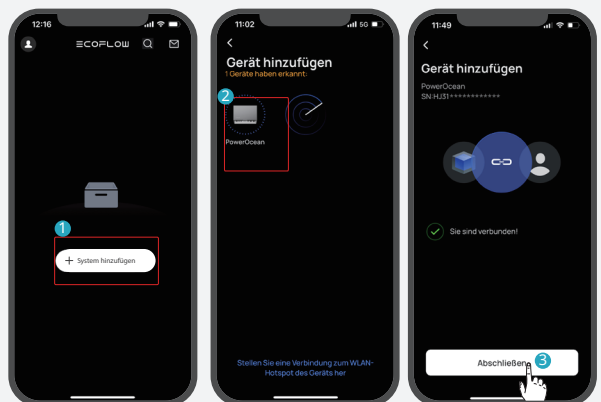 12:16
ECOFLOW
1
+ System hinzufügen
11:02
5G
Gerät hinzufügen
1 Geräte haben erkannt:
2
PowerOcean
Stellen Sie eine Verbindung zum WLAN-
Hotspot des Geräts her
11:49
Gerät hinzufügen
PowerOcean
SN:HJ31************
Sie sind verbunden!
Abschließen
3